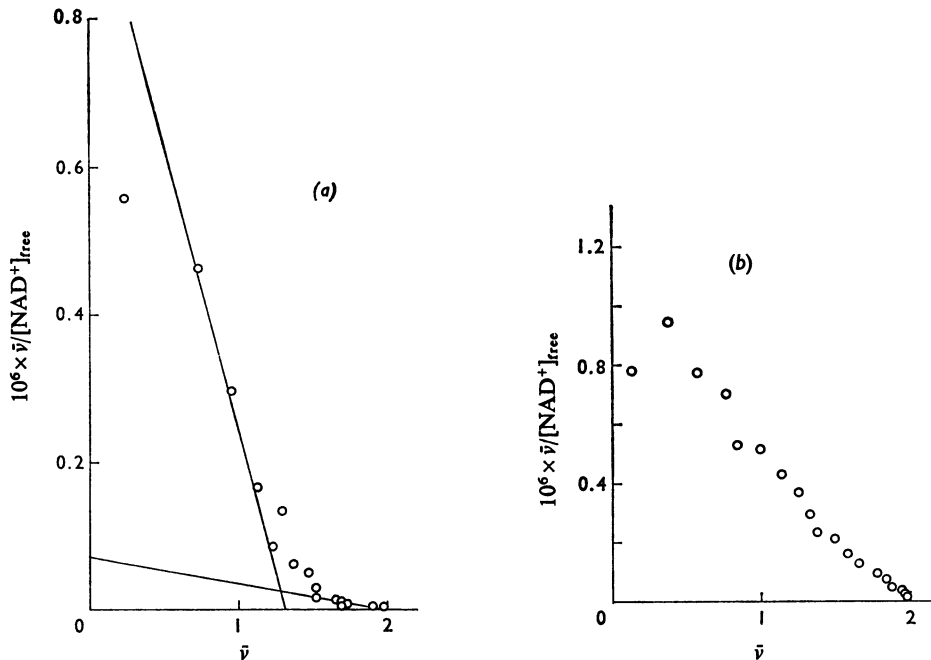 0.8
0.6
0.4
0.2
0
1
2
(a)
10⁶ × ν̄/[NAD⁺]free
ν̄
1.2
0.8
0.4
0
1
2
(b)
10⁶ × ν̄/[NAD⁺]free
ν̄